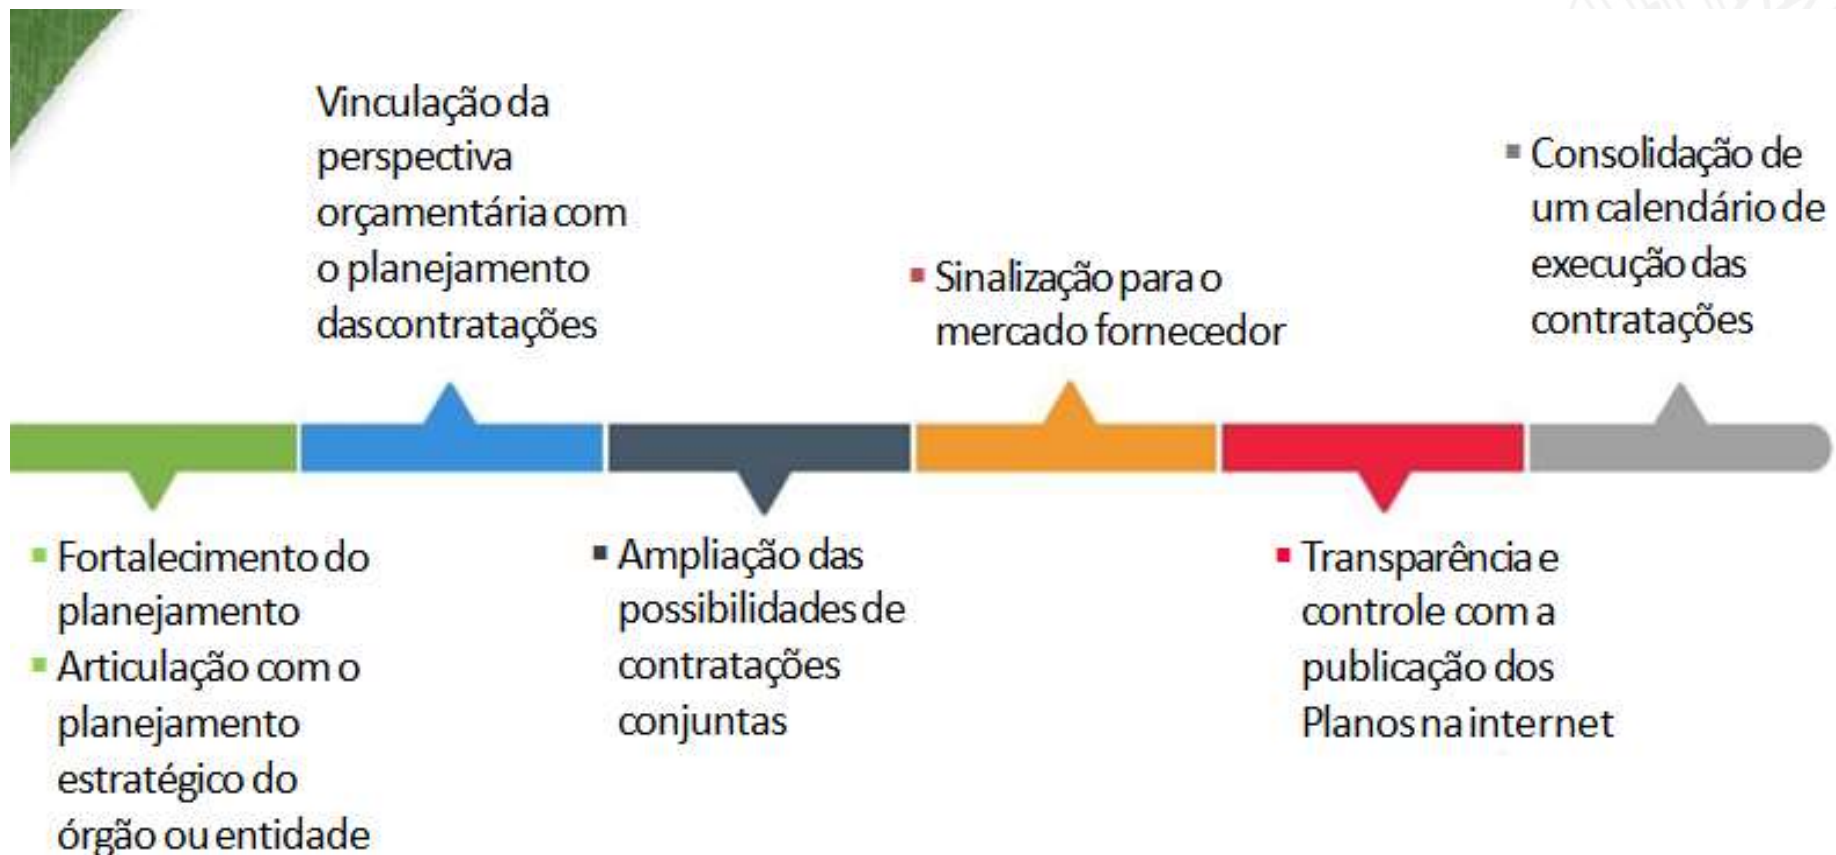 Vinculação da
perspectiva
orçamentária com
o planejamento
dascontratações
▪ Consolidação de
um calendário de
execução das
contratações
▪ Sinalização para o
mercado fornecedor
▪ Fortalecimento do
planejamento
▪ Articulação com o
planejamento
estratégico do
órgão ou entidade
▪ Ampliação das
possibilidades de
contratações
conjuntas
▪ Transparência e
controle com a
publicação dos
Planos na internet